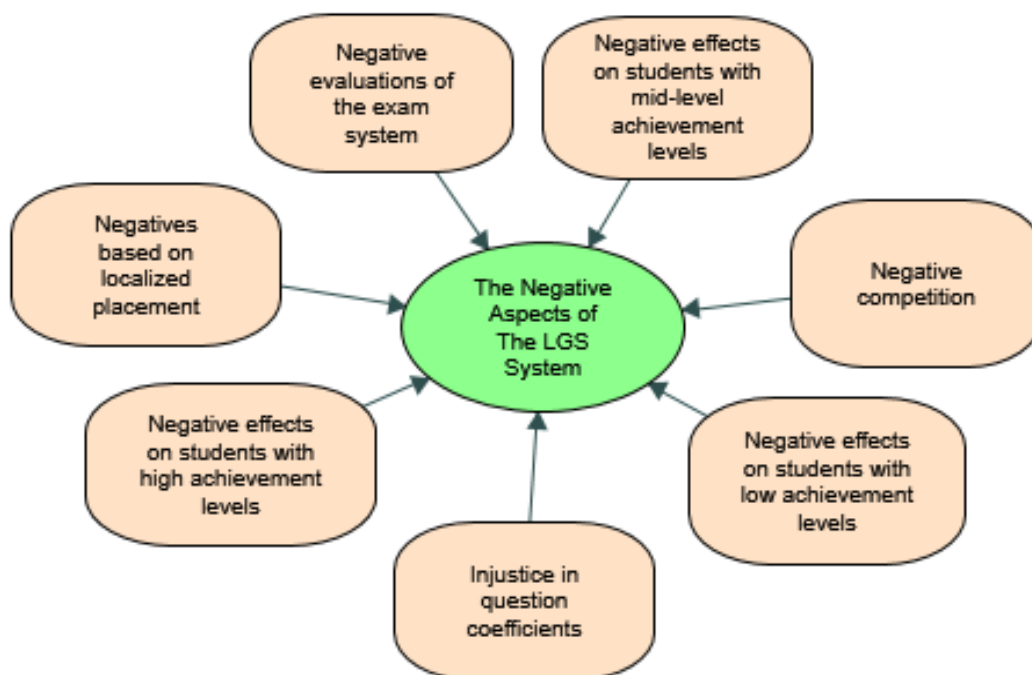 Negative
evaluations of
the exam
system
Negative effects
on students with
mid-level
achievement
levels
Negatives
based on
localized
placement
The Negative
Aspects of
The LGS
System
Negative
competition
Negative effects
on students with
high achievement
levels
Negative effects
on students with
low achievement
levels
Injustice in
question
coefficients